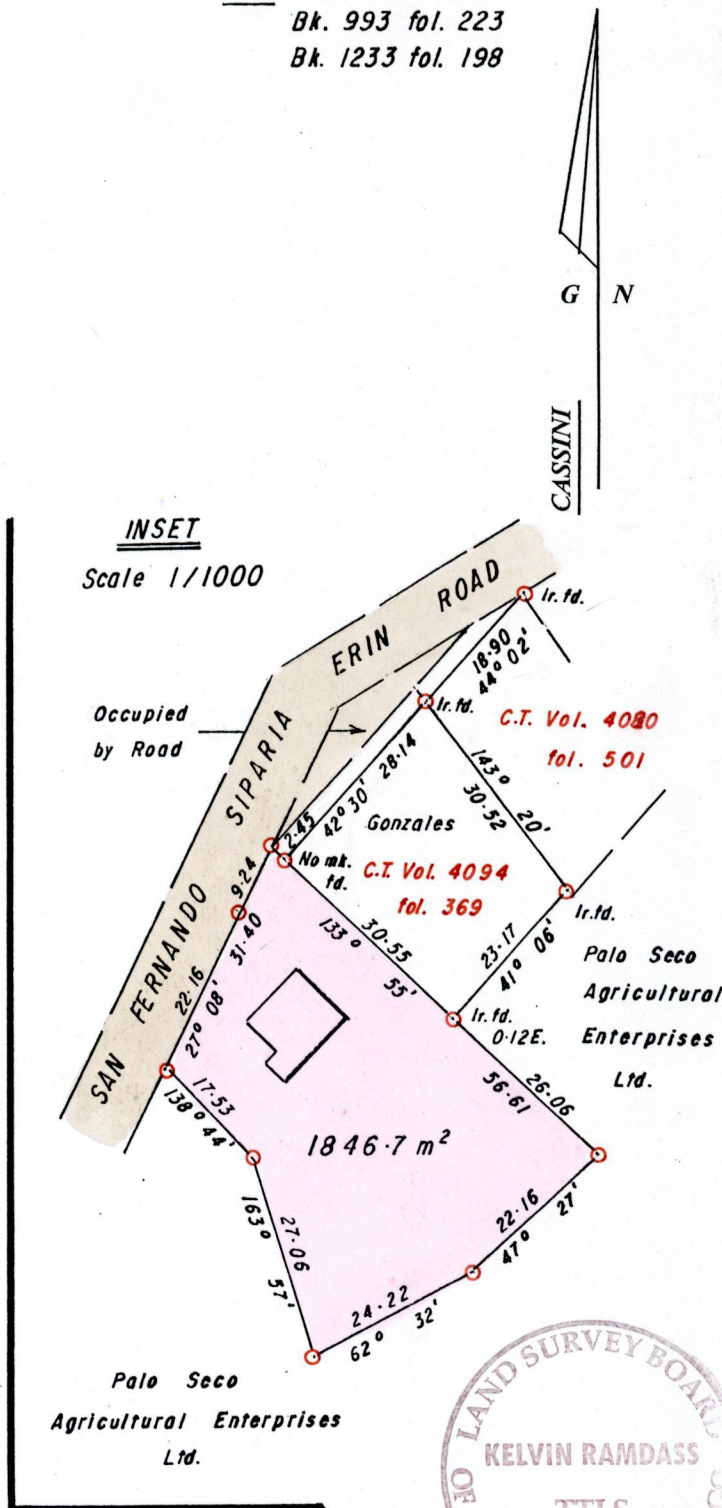 Bk. 993 fol. 223
Bk. 1233 fol. 198
G N
CASSINI
INSET
Scale 1/1000
SAN FERNANDO SIPARIA ERIN ROAD
Occupied
by Road
Ir. fd.
18·90
44° 02'
Ir. fd.
C.T. Vol. 4080
fol. 501
143° 20'
30·52
2·45
42° 30' 28·14
Gonzales
No mk.
fd.
C.T. Vol. 4094
fol. 369
Ir. fd.
9·24
31·40
22·16
27° 08'
30·55
133° 55'
23·17
41° 06'
Palo Seco
Agricultural
Enterprises
Ltd.
Ir. fd.
0·12E.
26·06
56·61
17·53
138° 44'
1846·7 m²
22·16
47° 27'
27·06
163° 57'
24·22
62° 32'
Palo Seco
Agricultural Enterprises
Ltd.
LAND SURVEY BOARD
KELVIN RAMDASS
TTLS